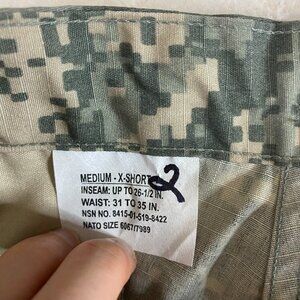 MEDIUM - X-SHORT 2
INSEAM: UP TO 26-1/2 IN.
WAIST: 31 TO 35 IN.
NSN NO. 8415-01-519-8422
NATO SIZE 6067/7989